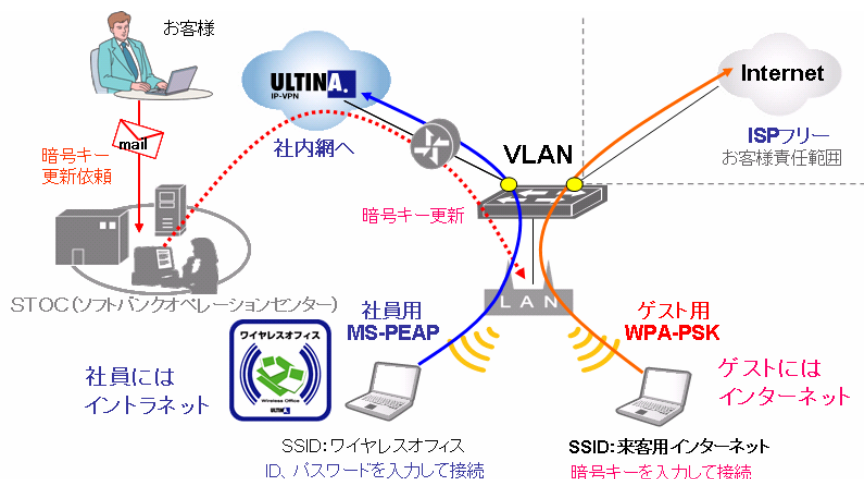 お客様
mail
暗号キー
更新依頼
STOC(ソフトバンクオペレーションセンター)
ULTINA.
IP-VPN
社内網へ
VLAN
Internet
ISPフリー
お客様責任範囲
暗号キー更新
LAN
社員用
MS-PEAP
ゲスト用
WPA-PSK
社員には
イントラネット
ワイヤレスオフィス
Wireless Office
ULTINA.
ゲストには
インターネット
SSID:ワイヤレスオフィス
ID、パスワードを入力して接続
SSID:来客用インターネット
暗号キーを入力して接続